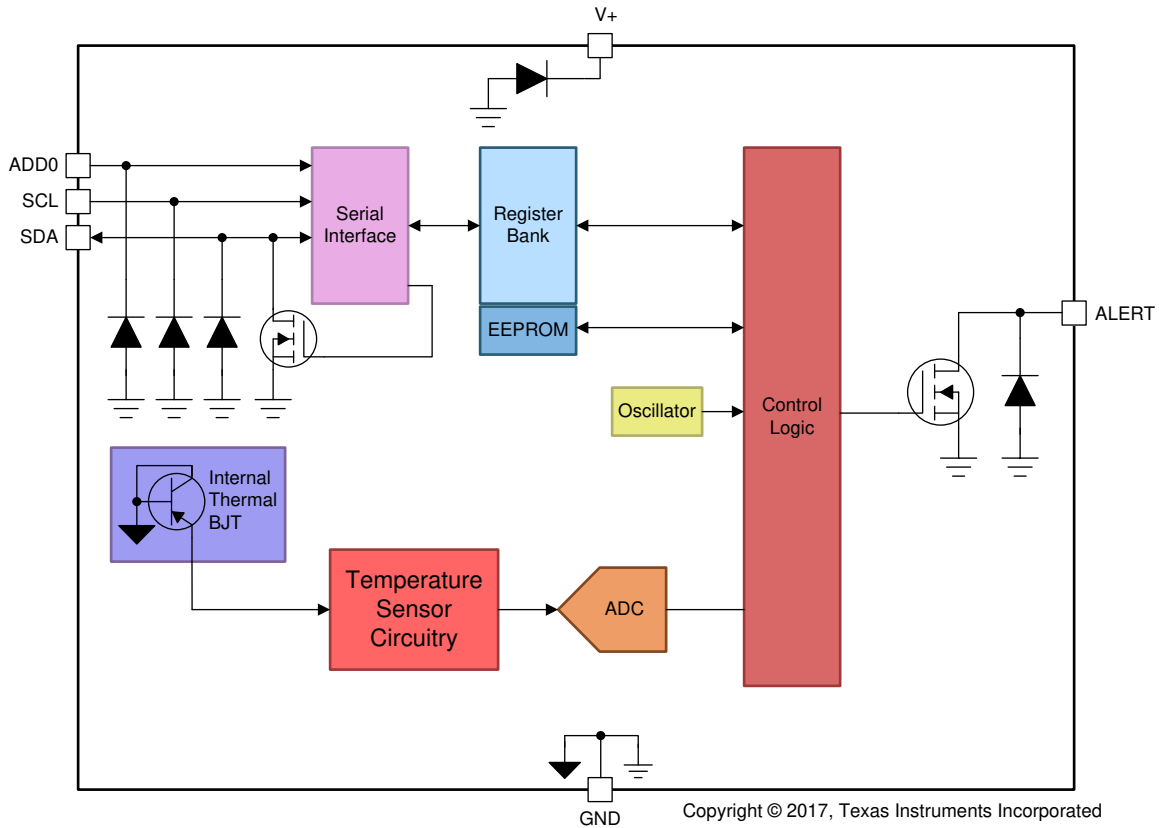 V+
ADD0
SCL
SDA
Serial
Interface
Register
Bank
EEPROM
Oscillator
Control
Logic
ALERT
Internal
Thermal
BJT
Temperature
Sensor
Circuitry
ADC
GND
Copyright © 2017, Texas Instruments Incorporated